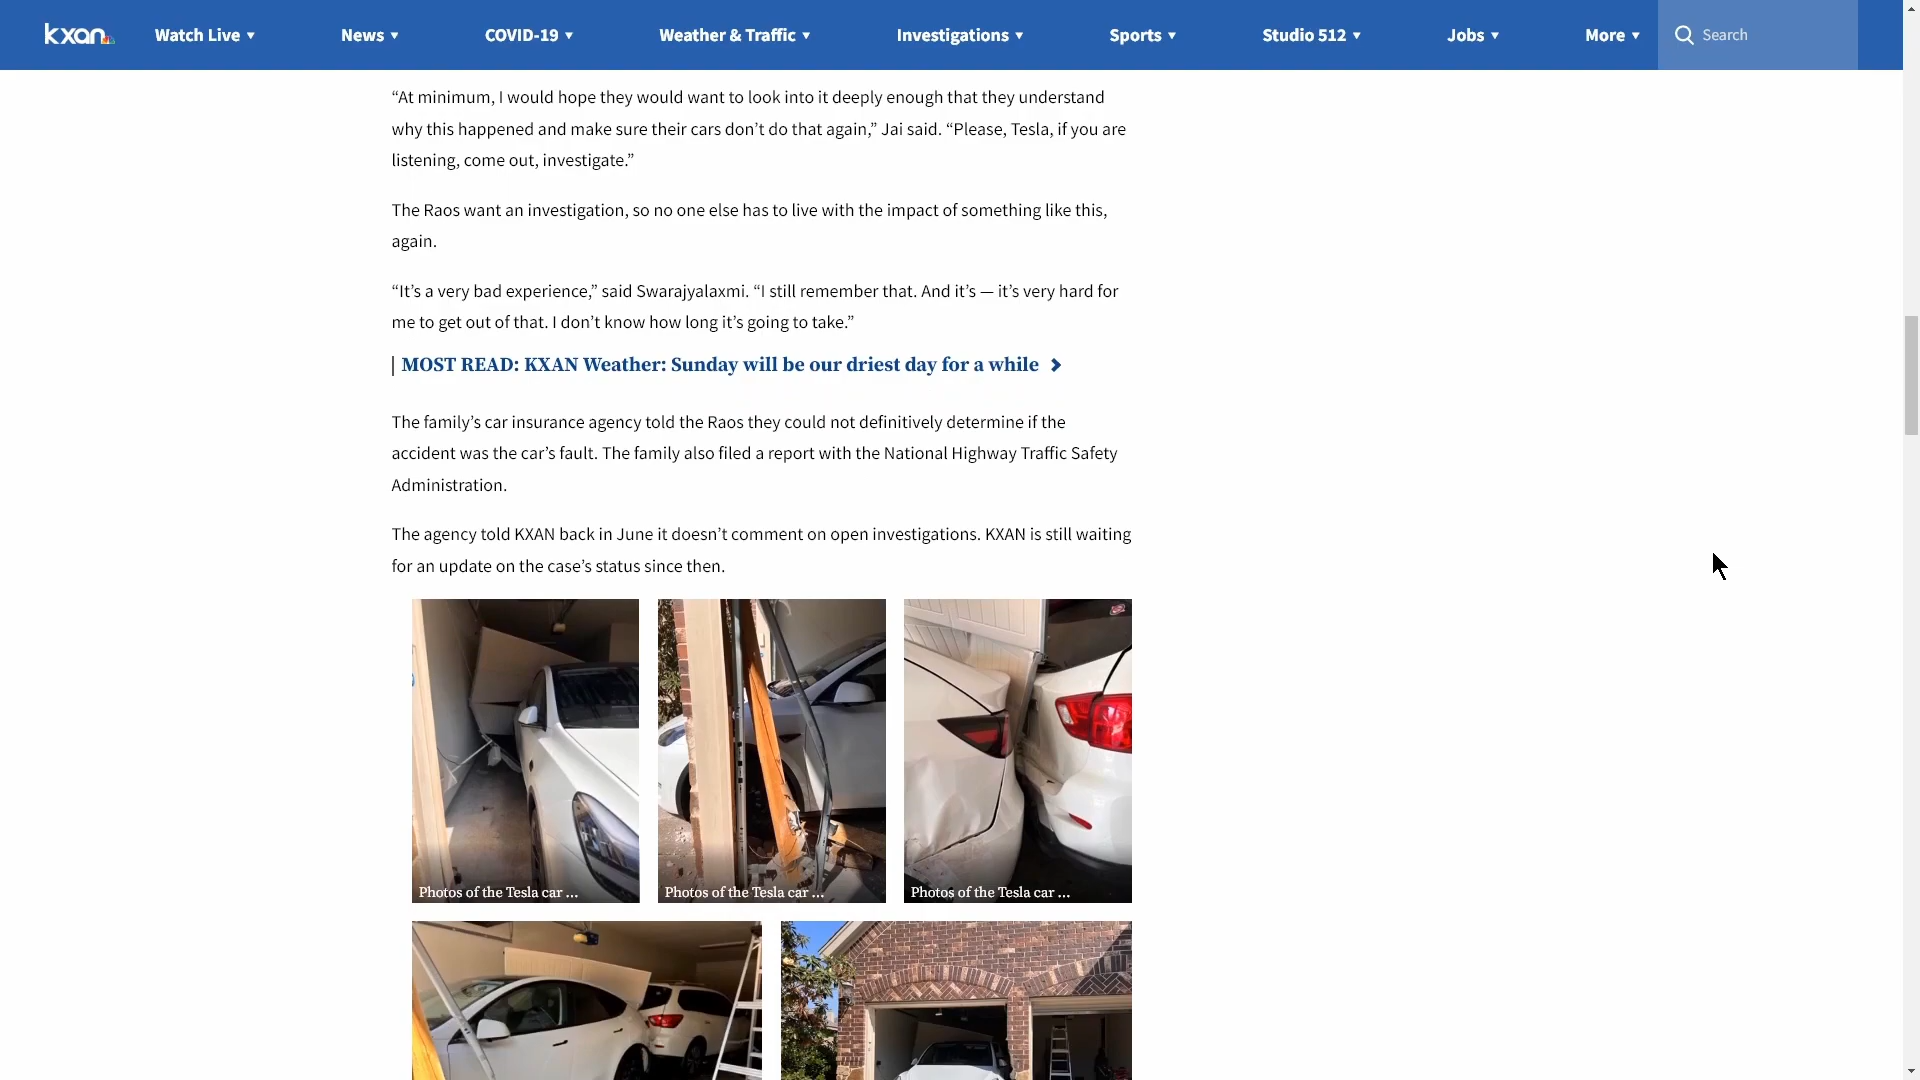 kxan
Watch Live
News
COVID-19
Weather & Traffic
Investigations
Sports
Studio 512
Jobs
More
Search
“At minimum, I would hope they would want to look into it deeply enough that they understand
why this happened and make sure their cars don’t do that again,” Jai said. “Please, Tesla, if you are
listening, come out, investigate.”
The Raos want an investigation, so no one else has to live with the impact of something like this,
again.
“It’s a very bad experience,” said Swarajyalaxmi. “I still remember that. And it’s — it’s very hard for
me to get out of that. I don’t know how long it’s going to take.”
| MOST READ: KXAN Weather: Sunday will be our driest day for a while
The family’s car insurance agency told the Raos they could not definitively determine if the
accident was the car’s fault. The family also filed a report with the National Highway Traffic Safety
Administration.
The agency told KXAN back in June it doesn’t comment on open investigations. KXAN is still waiting
for an update on the case’s status since then.
Photos of the Tesla car ...
Photos of the Tesla car ...
Photos of the Tesla car ...